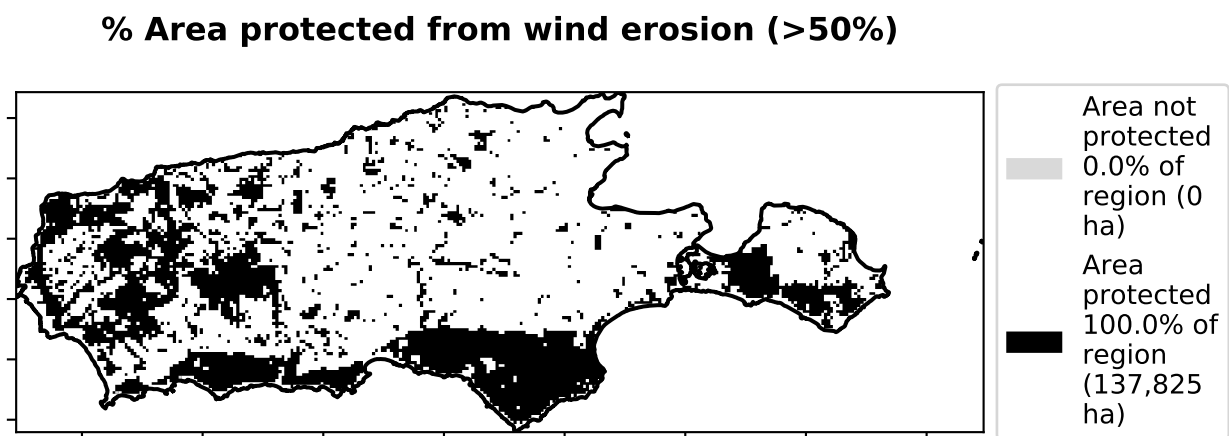 % Area protected from wind erosion (>50%)
Area not
protected
0.0% of
region (0
ha)
Area
protected
100.0% of
region
(137,825
ha)